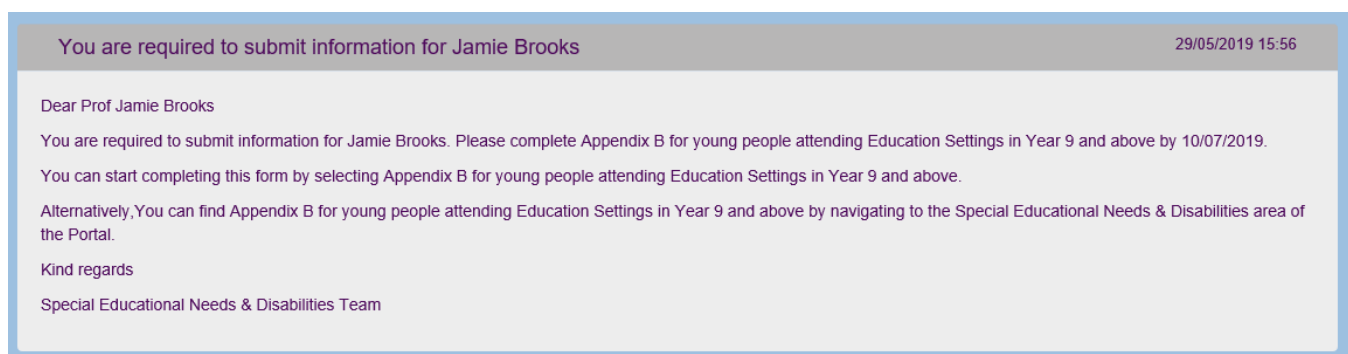 You are required to submit information for Jamie Brooks 29/05/2019 15:56
Dear Prof Jamie Brooks
You are required to submit information for Jamie Brooks. Please complete Appendix B for young people attending Education Settings in Year 9 and above by 10/07/2019.
You can start completing this form by selecting Appendix B for young people attending Education Settings in Year 9 and above.
Alternatively,You can find Appendix B for young people attending Education Settings in Year 9 and above by navigating to the Special Educational Needs & Disabilities area of
the Portal.
Kind regards
Special Educational Needs & Disabilities Team